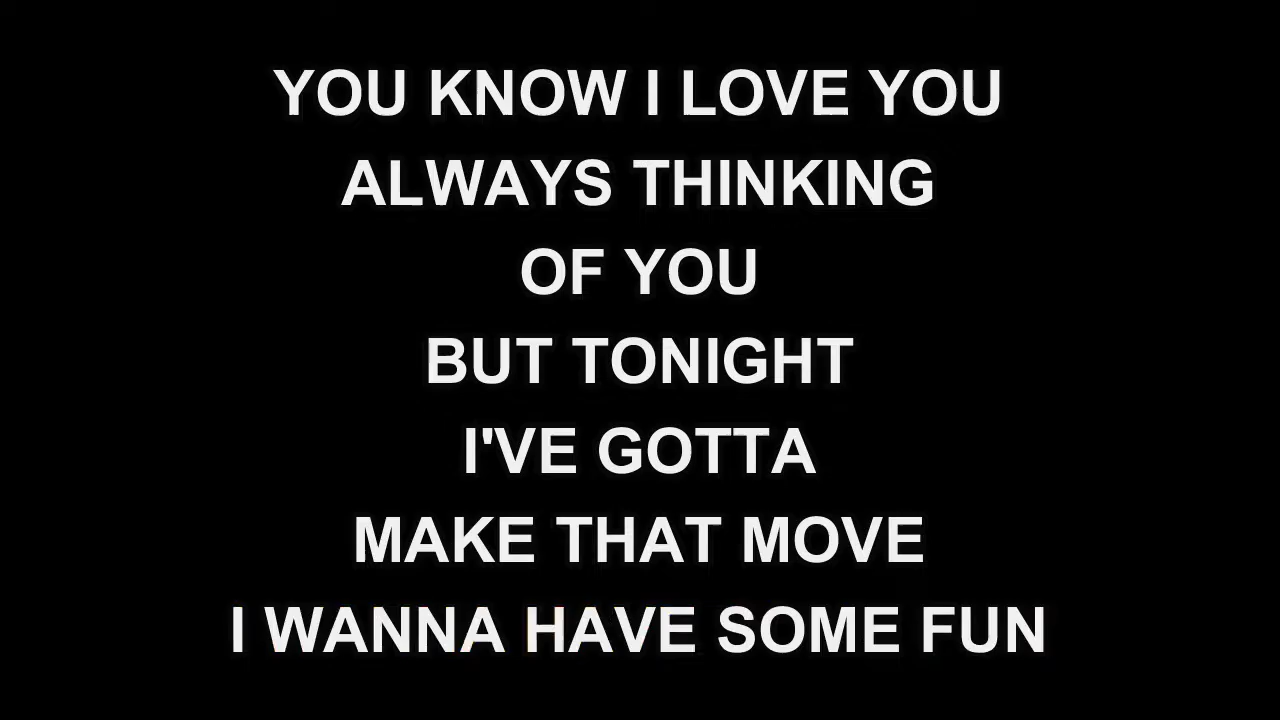 YOU KNOW I LOVE YOU
ALWAYS THINKING
OF YOU
BUT TONIGHT
I'VE GOTTA
MAKE THAT MOVE
I WANNA HAVE SOME FUN